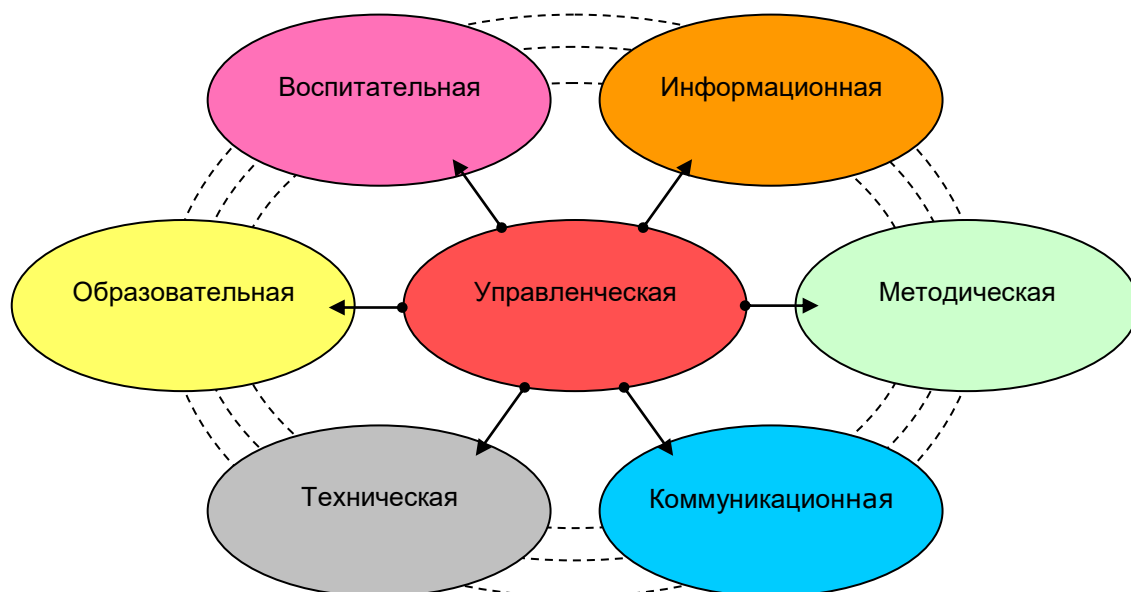 Воспитательная
Информационная
Образовательная
Управленческая
Методическая
Техническая
Коммуникационная